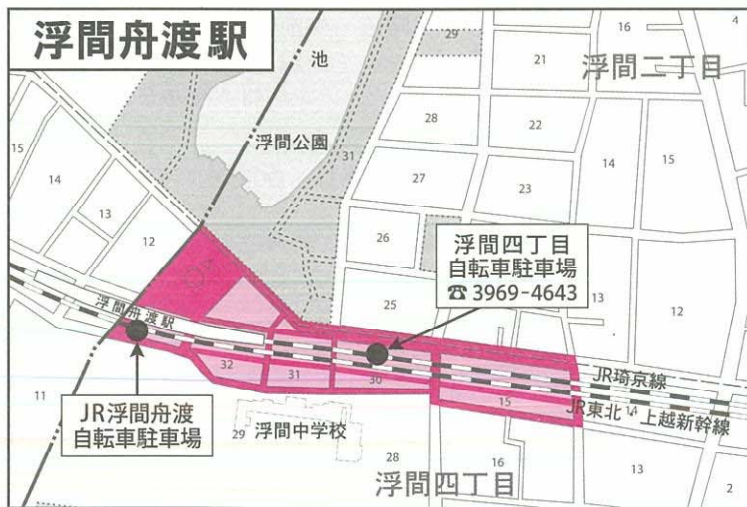 浮間舟渡駅
池
浮間公園
浮間二丁目
4
16
29
21
28
22
14
15
31
27
23
15
14
13
12
26
浮間四丁目
自転車駐車場
☎ 3969-4643
25
13
12
浮間舟渡駅
32
31
30
15
JR埼京線
JR東北・上越新幹線
14
11
JR浮間舟渡
自転車駐車場
29
浮間中学校
28
16
13
浮間四丁目
2